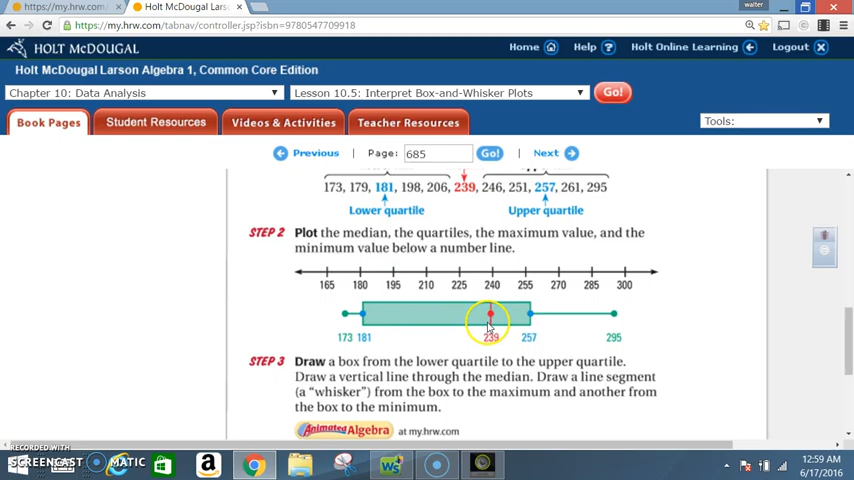 https://my.hrw.com/tabnav/ ×
Holt McDougal Larson Alg ×
walter
https://my.hrw.com/tabnav/controller.jsp?isbn=9780547709918
HOLT McDOUGAL
Home Help ? Holt Online Learning Logout X
Holt McDougal Larson Algebra 1, Common Core Edition
Chapter 10: Data Analysis Lesson 10.5: Interpret Box-and-Whisker Plots Go!
Book Pages Student Resources Videos & Activities Teacher Resources Tools:
Previous | Page: 685 Go! | Next
173, 179, 181, 198, 206, 239, 246, 251, 257, 261, 295
Lower quartile Upper quartile
STEP 2 Plot the median, the quartiles, the maximum value, and the
minimum value below a number line.
165 180 195 210 225 240 255 270 285 300
173 181 239 257 295
STEP 3 Draw a box from the lower quartile to the upper quartile.
Draw a vertical line through the median. Draw a line segment
(a “whisker”) from the box to the maximum and another from
the box to the minimum.
Animated Algebra at my.hrw.com
RECORDED WITH
SCREENCAST MATIC
12:59 AM
6/17/2016